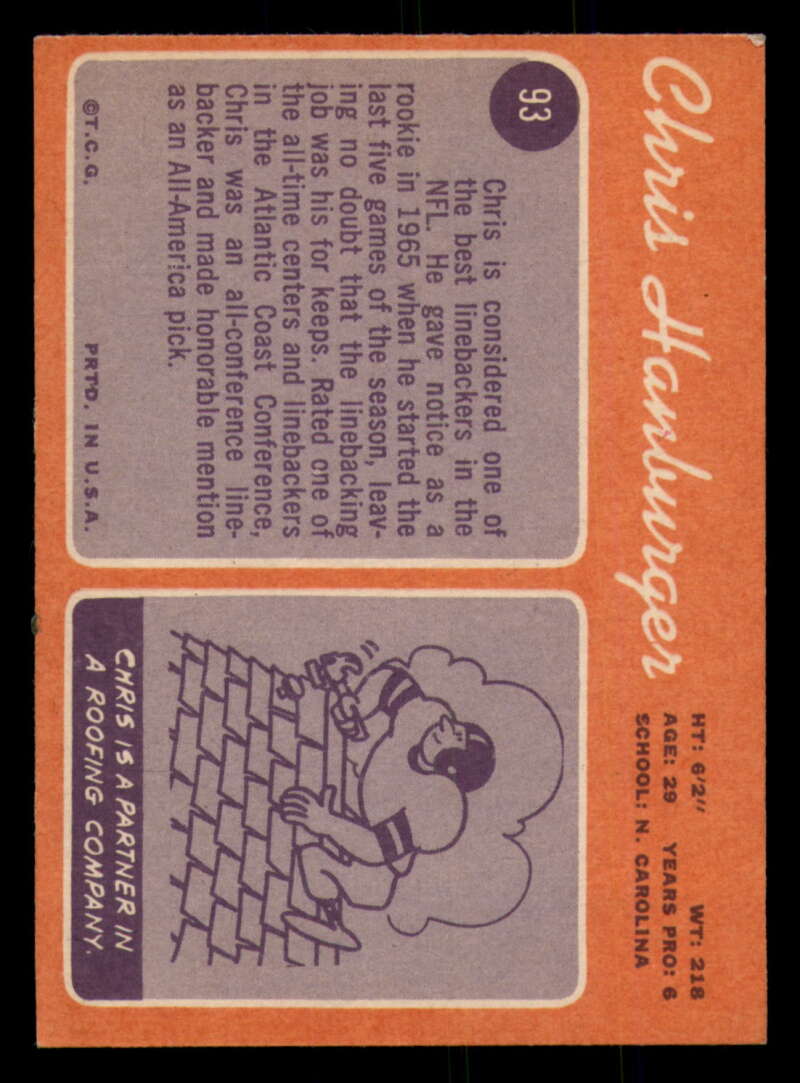 Chris Hanburger
HT: 6'2" WT: 218
AGE: 29 YEARS PRO: 6
SCHOOL: N. CAROLINA
93
Chris is considered one of
the best linebackers in the
NFL. He gave notice as a
rookie in 1965 when he started the
last five games of the season, leav-
ing no doubt that the linebacking
job was his for keeps. Rated one of
the all-time centers and linebackers
in the Atlantic Coast Conference,
Chris was an all-conference line-
backer and made honorable mention
as an All-America pick.
©T.C.G. PRTD. IN U.S.A.
CHRIS IS A PARTNER IN
A ROOFING COMPANY.